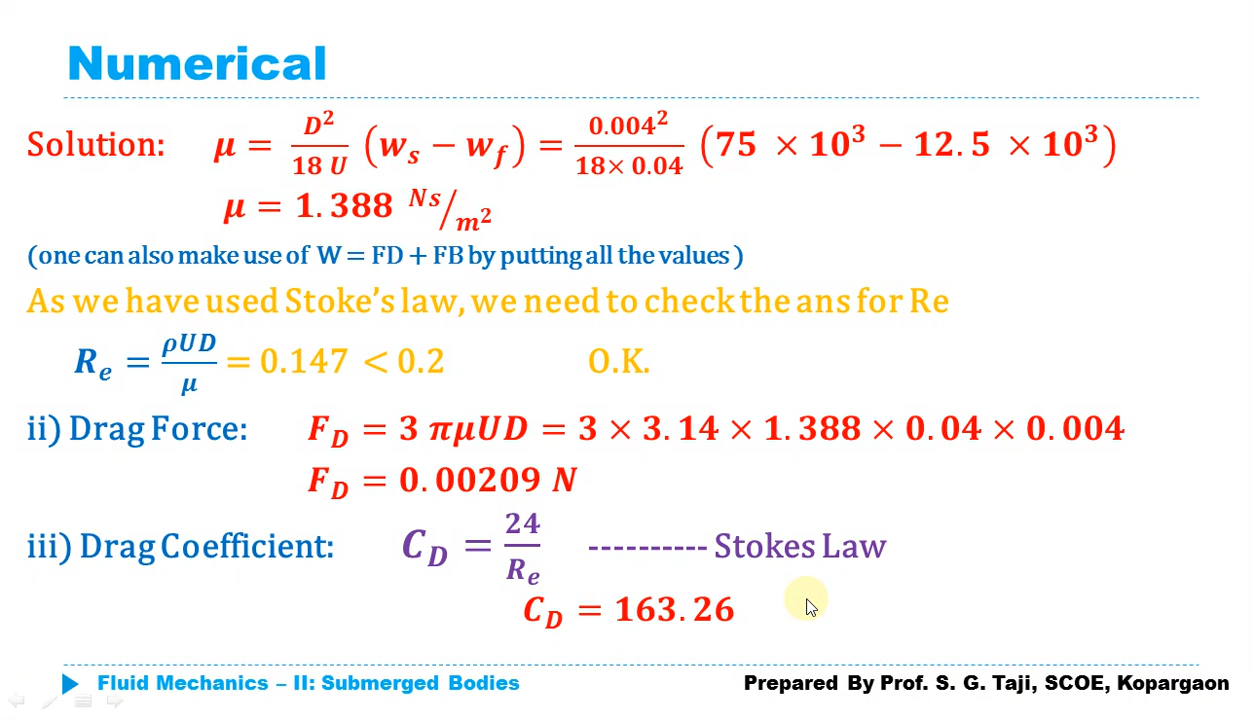 Numerical
Solution: μ = D² / 18 U (w_s − w_f) = 0.004² / 18× 0.04 (75 × 10³ − 12.5 × 10³)
μ = 1.388 Ns/m²
(one can also make use of W = FD + FB by putting all the values )
As we have used Stoke's law, we need to check the ans for Re
R_e = ρUD / μ = 0.147 < 0.2 O.K.
ii) Drag Force: F_D = 3 πμUD = 3 × 3.14 × 1.388 × 0.04 × 0.004
F_D = 0.00209 N
iii) Drag Coefficient: C_D = 24 / R_e ---------- Stokes Law
C_D = 163.26
Fluid Mechanics – II: Submerged Bodies Prepared By Prof. S. G. Taji, SCOE, Kopargaon